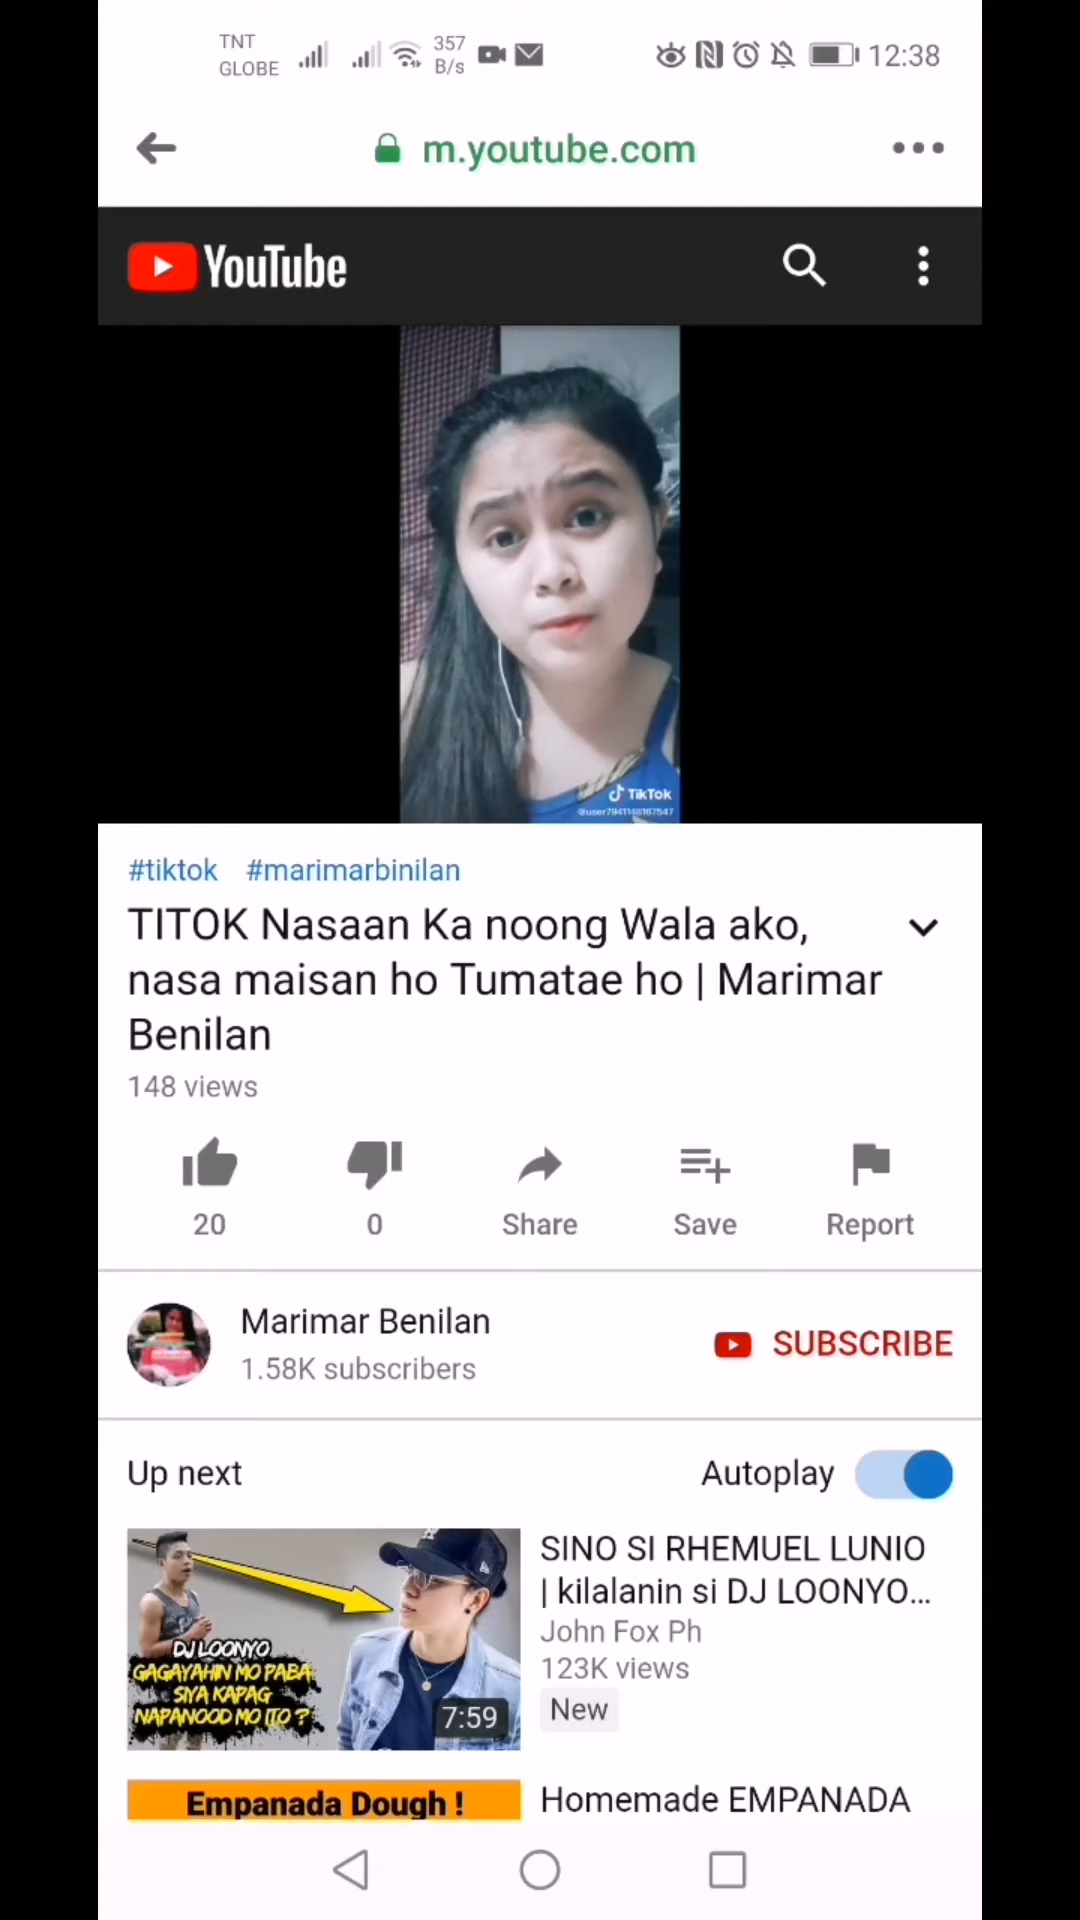 TNT
GLOBE
357
B/s
12:38
m.youtube.com
YouTube
TikTok
@user7941148167547
#tiktok #marimarbinilan
TITOK Nasaan Ka noong Wala ako,
nasa maisan ho Tumatae ho | Marimar
Benilan
148 views
20
0
Share
Save
Report
Marimar Benilan
1.58K subscribers
SUBSCRIBE
Up next
Autoplay
DJ LOONYO
GAGAYAHIN MO PABA
SIYA KAPAG
NAPANOOD MO ITO ?
7:59
SINO SI RHEMUEL LUNIO
| kilalanin si DJ LOONYO...
John Fox Ph
123K views
New
Empanada Dough !
Homemade EMPANADA